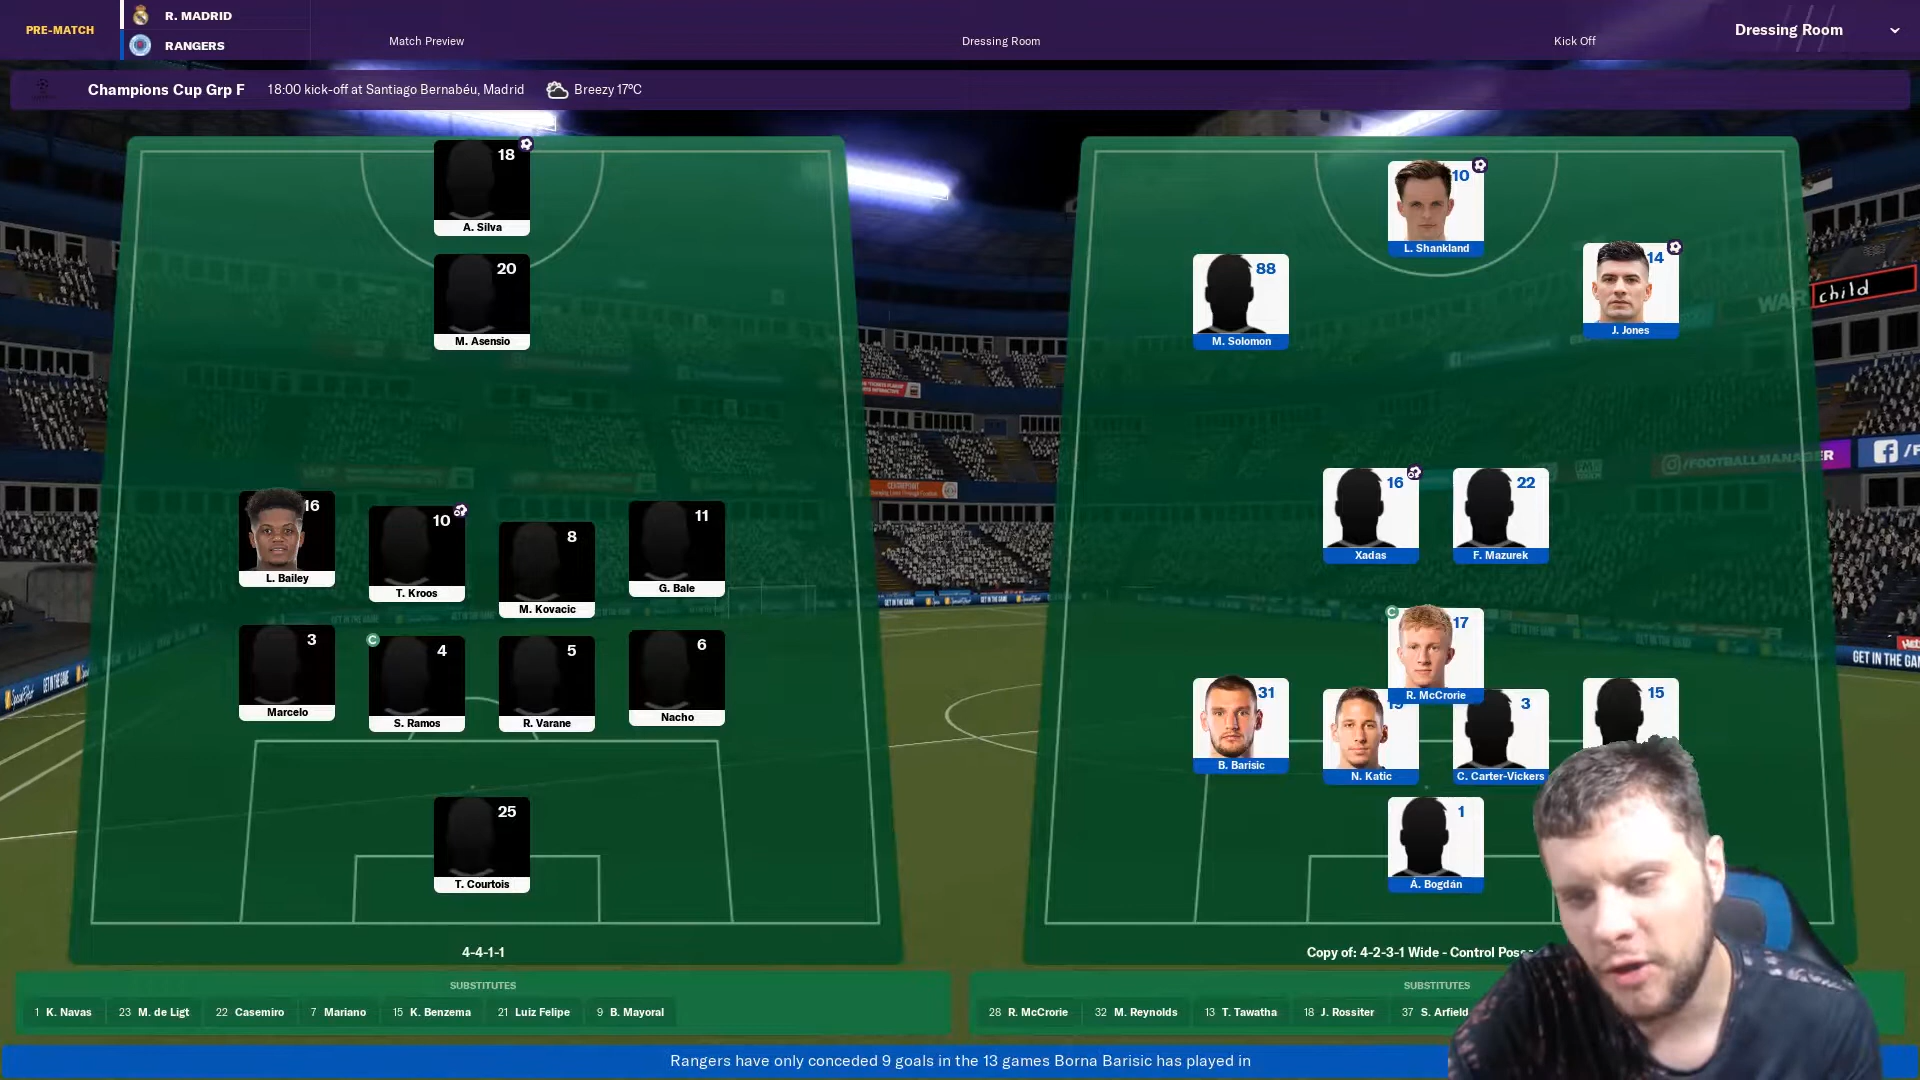 PRE-MATCH
R. MADRID
RANGERS
Match Preview
Dressing Room
Kick Off
Dressing Room
Champions Cup Grp F
18:00 kick-off at Santiago Bernabéu, Madrid
Breezy 17ºC
18
A. Silva
20
M. Asensio
16
L. Bailey
10
T. Kroos
8
M. Kovacic
11
G. Bale
3
Marcelo
4
S. Ramos
5
R. Varane
6
Nacho
25
T. Courtois
4-4-1-1
10
L. Shankland
88
M. Solomon
14
J. Jones
WAR child
/FOOTBALLMANAGER
16
Xadas
22
F. Mazurek
C
17
R. McCrorie
GET IN THE GAME
31
B. Barisic
19
N. Katic
3
C. Carter-Vickers
15
1
Á. Bogdán
Copy of: 4-2-3-1 Wide - Control
SUBSTITUTES
1 K. Navas
23 M. de Ligt
22 Casemiro
7 Mariano
15 K. Benzema
21 Luiz Felipe
9 B. Mayoral
SUBSTITUTES
28 R. McCrorie
32 M. Reynolds
13 T. Tawatha
18 J. Rossiter
37 S. Arfield
Rangers have only conceded 9 goals in the 13 games Borna Barisic has played in